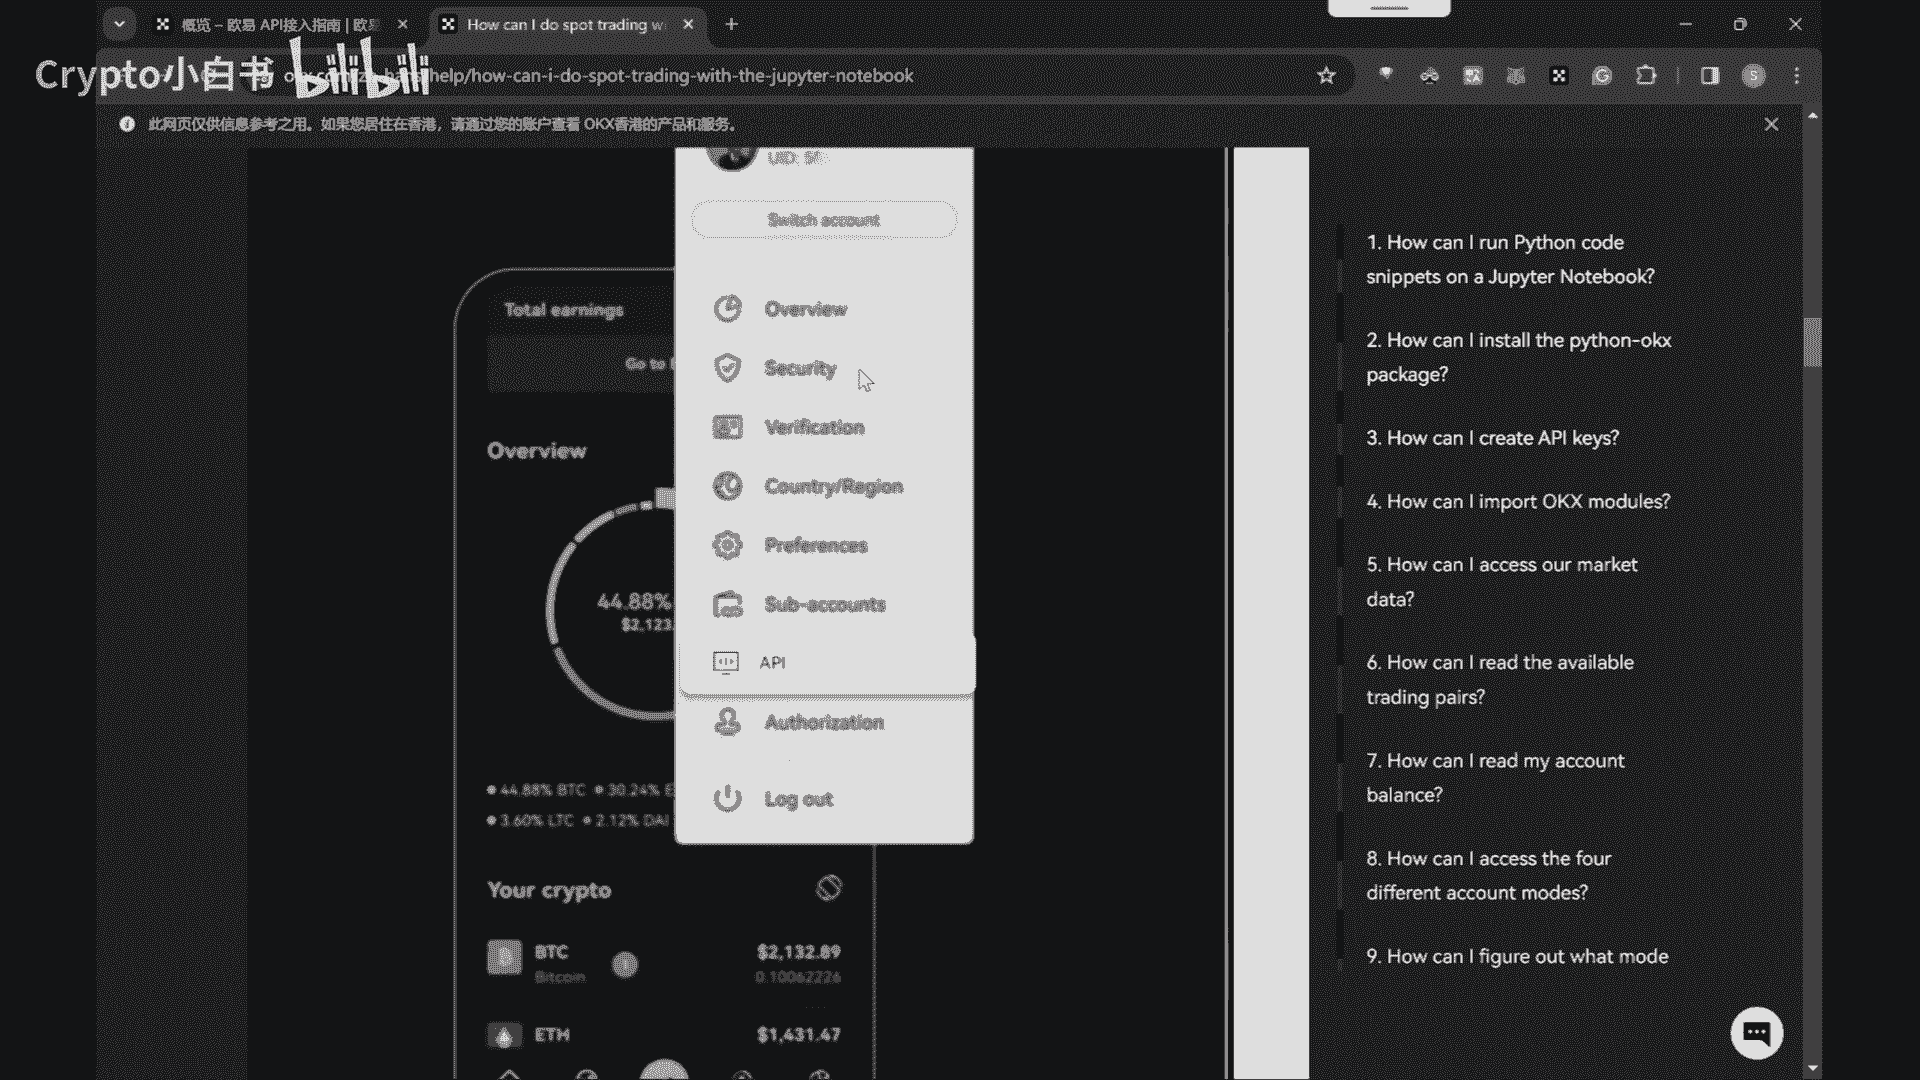 概览 – 欧易 API接入指南 | 欧易
How can I do spot trading w
Crypto小白书 bilibili
help/how-can-i-do-spot-trading-with-the-jupyter-notebook
此网页仅供信息参考之用。如果您居住在香港，请通过您的账户查看 OKX香港的产品和服务。
UID: 5
Switch account
Overview
Security
Verification
Country/Region
Preferences
Sub-accounts
API
Authorization
Log out
Total earnings
Go to
Overview
44.88%
$2,123.
44.88% BTC 30.24% E
3.60% LTC 2.12% DAI
Your crypto
BTC
$2,132.89
Bitcoin
0.10062226
ETH
$1,431.47
1. How can I run Python code
snippets on a Jupyter Notebook?
2. How can I install the python-okx
package?
3. How can I create API keys?
4. How can I import OKX modules?
5. How can I access our market
data?
6. How can I read the available
trading pairs?
7. How can I read my account
balance?
8. How can I access the four
different account modes?
9. How can I figure out what mode